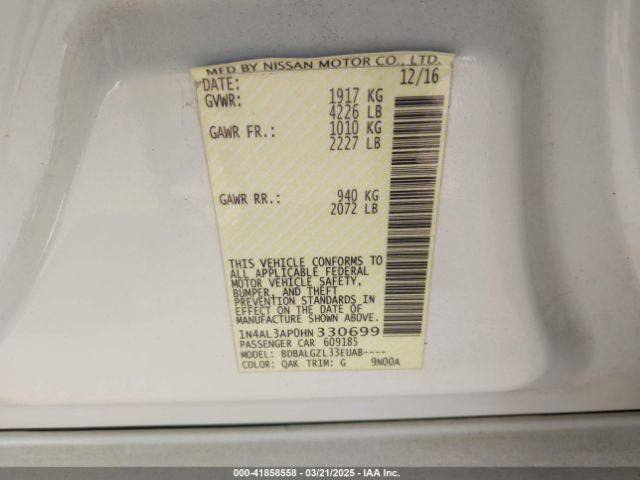 MFD BY NISSAN MOTOR CO., LTD.
DATE: 12/16
GVWR: 1917 KG
4226 LB
GAWR FR.: 1010 KG
2227 LB
GAWR RR.: 940 KG
2072 LB
THIS VEHICLE CONFORMS TO
ALL APPLICABLE FEDERAL
MOTOR VEHICLE SAFETY,
BUMPER, AND THEFT
PREVENTION STANDARDS IN
EFFECT ON THE DATE OF
MANUFACTURE SHOWN ABOVE.
1N4AL3AP0HN330699
PASSENGER CAR 609185
MODEL: BDBALGZL33EUAB----
COLOR: QAK TRIM: G 9N00A
000-41858558 — 03/21/2025 — IAA Inc.